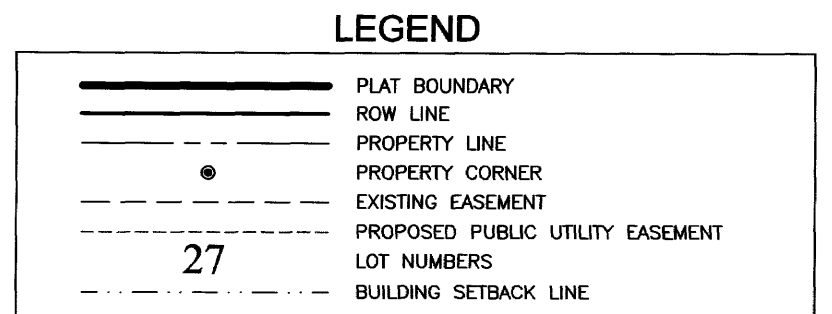 LEGEND
PLAT BOUNDARY
ROW LINE
PROPERTY LINE
PROPERTY CORNER
EXISTING EASEMENT
PROPOSED PUBLIC UTILITY EASEMENT
27 LOT NUMBERS
BUILDING SETBACK LINE